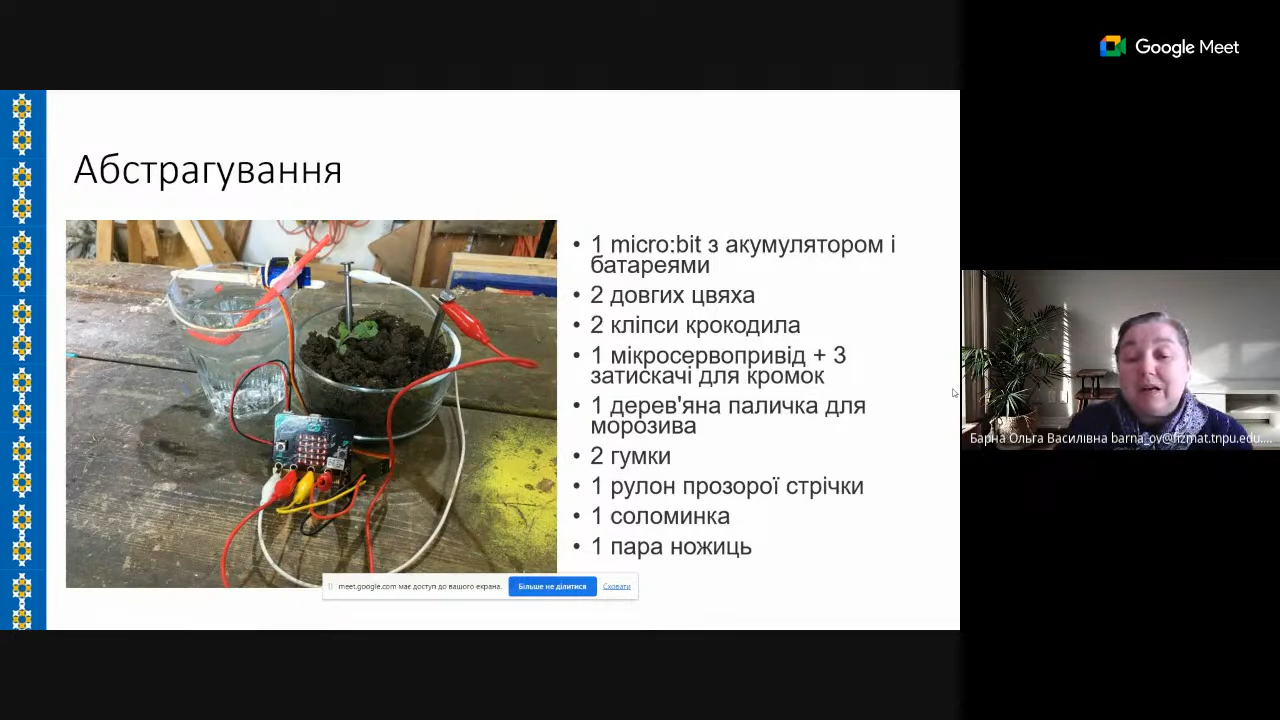 Google Meet
Абстрагування
• 1 micro:bit з акумулятором і
батареями
• 2 довгих цвяха
• 2 кліпси крокодила
• 1 мікросервопривід + 3
затискачі для кромок
• 1 дерев'яна паличка для
морозива
• 2 гумки
• 1 рулон прозорої стрічки
• 1 соломинка
• 1 пара ножиць
Барна Ольга Василівна barna_ov@fizmat.tnpu.edu....
meet.google.com має доступ до вашого екрана. Більше не ділитися Сховати